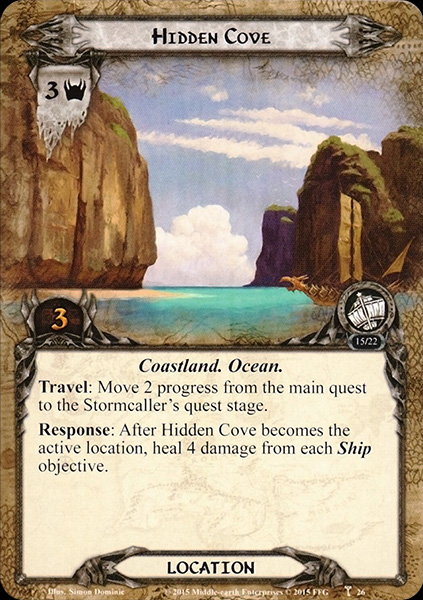 HIDDEN COVE
3
3
15/22
Coastland. Ocean.
Travel: Move 2 progress from the main quest
to the Stormcaller's quest stage.
Response: After Hidden Cove becomes the
active location, heal 4 damage from each Ship
objective.
LOCATION
Illus. Simon Dominic © 2015 Middle-earth Enterprises © 2015 FFG 26